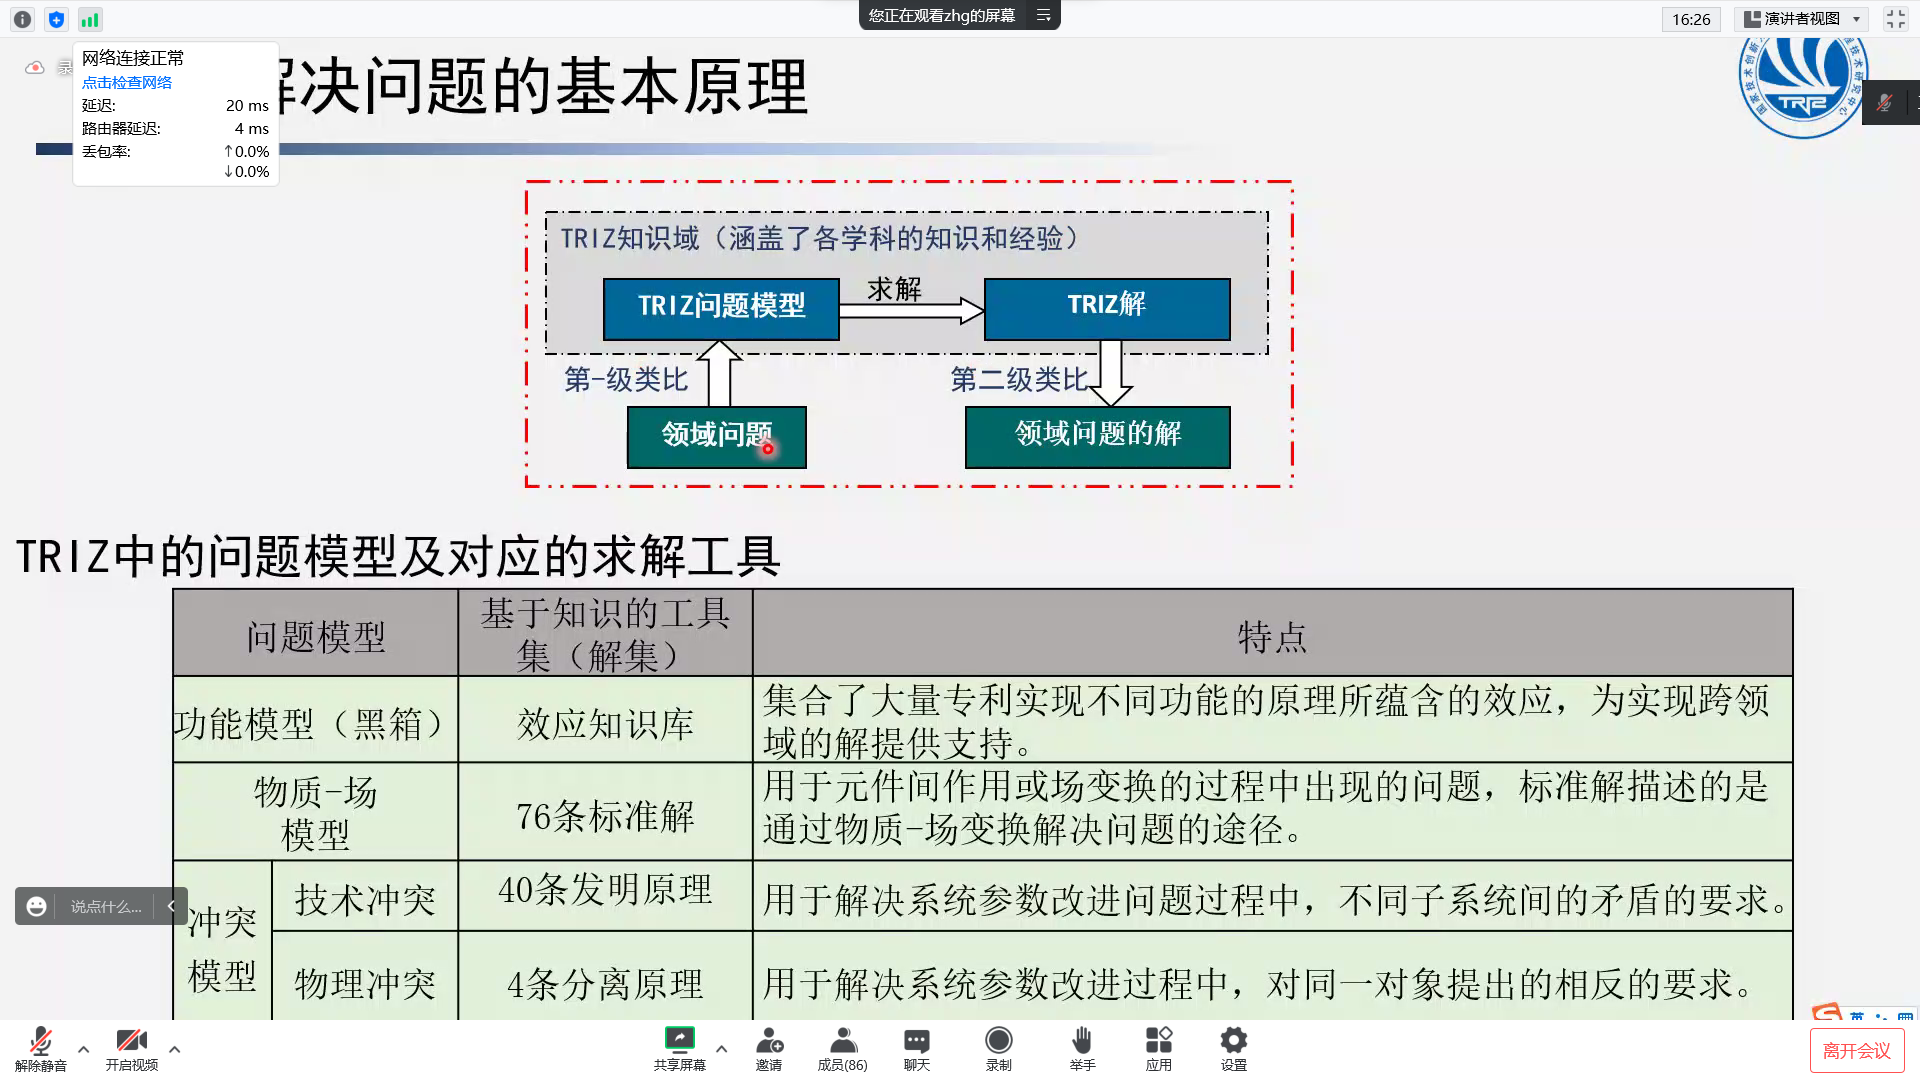 您正在观看zhg的屏幕
16:26
演讲者视图
网络连接正常
点击检查网络
延迟: 20 ms
路由器延迟: 4 ms
丢包率: ↑0.0%
↓0.0%
录
解决问题的基本原理
TRIZ
TRIZ知识域（涵盖了各学科的知识和经验）
TRIZ问题模型
求解
TRIZ解
第一级类比
第二级类比
领域问题
领域问题的解
TRIZ中的问题模型及对应的求解工具
问题模型
基于知识的工具
集（解集）
特点
功能模型（黑箱）
效应知识库
集合了大量专利实现不同功能的原理所蕴含的效应，为实现跨领
域的解提供支持。
物质-场
模型
76条标准解
用于元件间作用或场变换的过程中出现的问题，标准解描述的是
通过物质-场变换解决问题的途径。
冲突
模型
技术冲突
40条发明原理
用于解决系统参数改进问题过程中，不同子系统间的矛盾的要求。
物理冲突
4条分离原理
用于解决系统参数改进过程中，对同一对象提出的相反的要求。
说点什么...
英
解除静音
开启视频
共享屏幕
邀请
成员(86)
聊天
录制
举手
应用
设置
离开会议